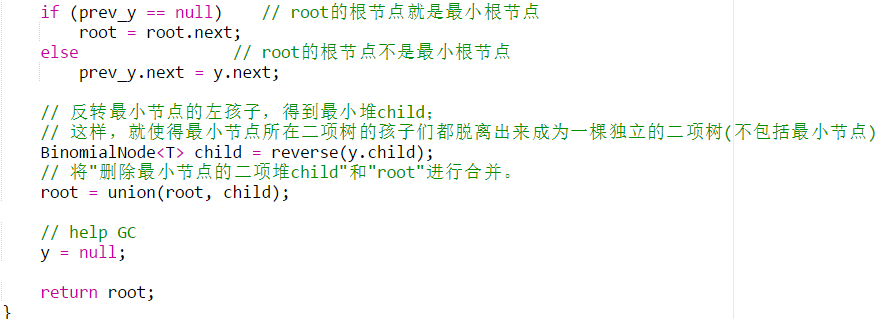 if (prev_y == null)    // root的根节点就是最小根节点
    root = root.next;
else                // root的根节点不是最小根节点
    prev_y.next = y.next;

// 反转最小节点的左孩子，得到最小堆child;
// 这样，就使得最小节点所在二项树的孩子们都脱离出来成为一棵独立的二项树(不包括最小节点)
BinomialNode<T> child = reverse(y.child);
// 将"删除最小节点的二项堆child"和"root"进行合并。
root = union(root, child);

// help GC
y = null;

return root;
}